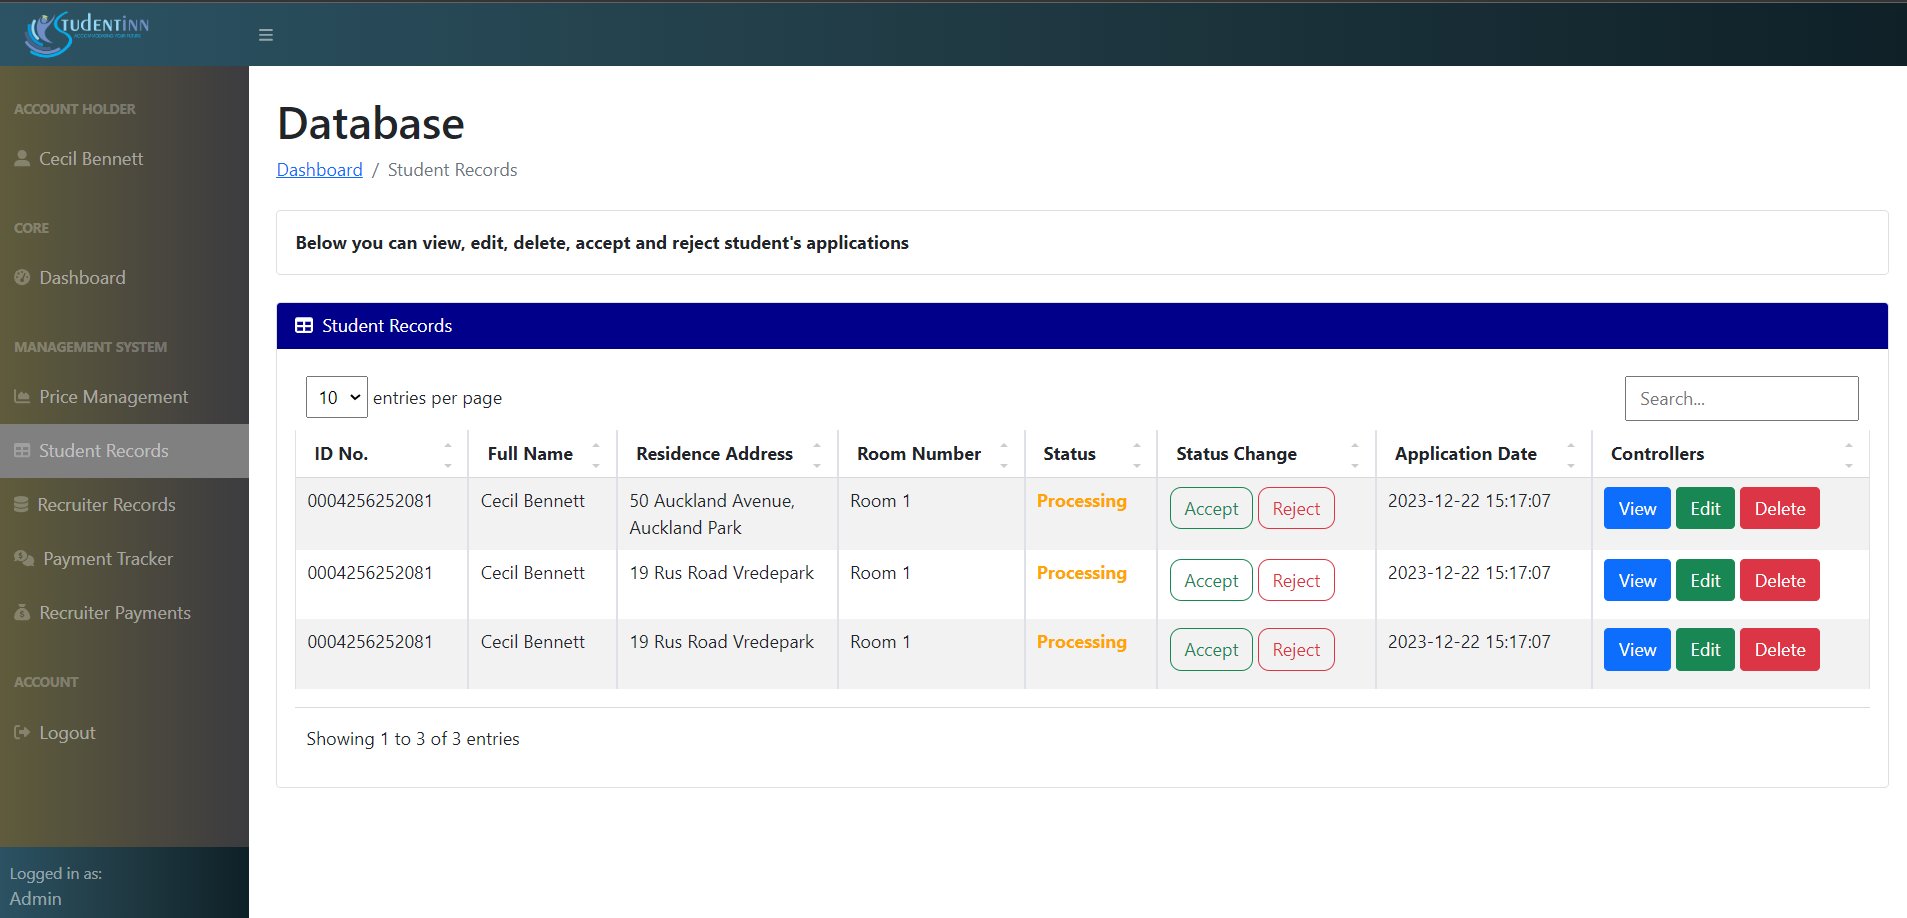 STUDENTINN
ACCOUNT HOLDER
Cecil Bennett
CORE
Dashboard
MANAGEMENT SYSTEM
Price Management
Student Records
Recruiter Records
Payment Tracker
Recruiter Payments
ACCOUNT
Logout
Logged in as:
Admin
Database
Dashboard / Student Records
Below you can view, edit, delete, accept and reject student's applications
Student Records
10 entries per page
Search...
ID No. Full Name Residence Address Room Number Status Status Change Application Date Controllers
0004256252081 Cecil Bennett 50 Auckland Avenue, Room 1 Processing Accept Reject 2023-12-22 15:17:07 View Edit Delete
Auckland Park
0004256252081 Cecil Bennett 19 Rus Road Vredepark Room 1 Processing Accept Reject 2023-12-22 15:17:07 View Edit Delete
0004256252081 Cecil Bennett 19 Rus Road Vredepark Room 1 Processing Accept Reject 2023-12-22 15:17:07 View Edit Delete
Showing 1 to 3 of 3 entries